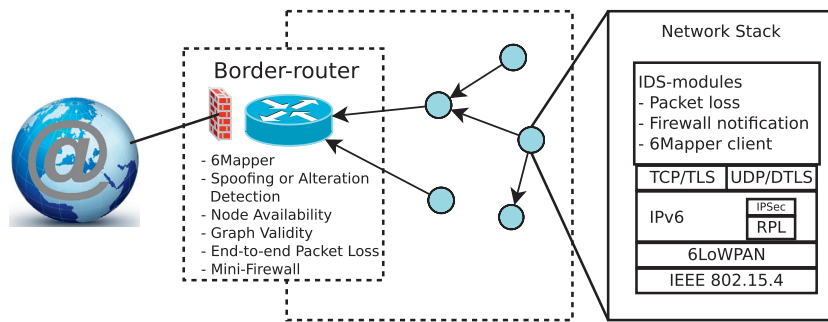 Border-router
- 6Mapper
- Spoofing or Alteration
Detection
- Node Availability
- Graph Validity
- End-to-end Packet Loss
- Mini-Firewall
@
Network Stack
IDS-modules
- Packet loss
- Firewall notification
- 6Mapper client
TCP/TLS
UDP/DTLS
IPv6
IPSec
RPL
6LoWPAN
IEEE 802.15.4